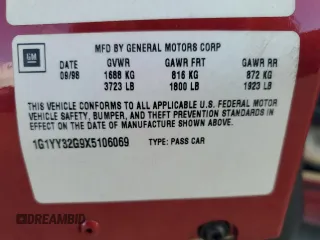 GM
MFD BY GENERAL MOTORS CORP
DATE GVWR GAWR FRT GAWR RR
09/98 1688 KG 816 KG 872 KG
3723 LB 1800 LB 1923 LB
THIS VEHICLE CONFORMS TO ALL APPLICABLE U.S. FEDERAL MOTOR
VEHICLE SAFETY, BUMPER, AND THEFT PREVENTION STANDARDS IN
EFFECT ON THE DATE OF MANUFACTURE SHOWN ABOVE.
1G1YY32G9X5106069 TYPE: PASS CAR
DREAMBID